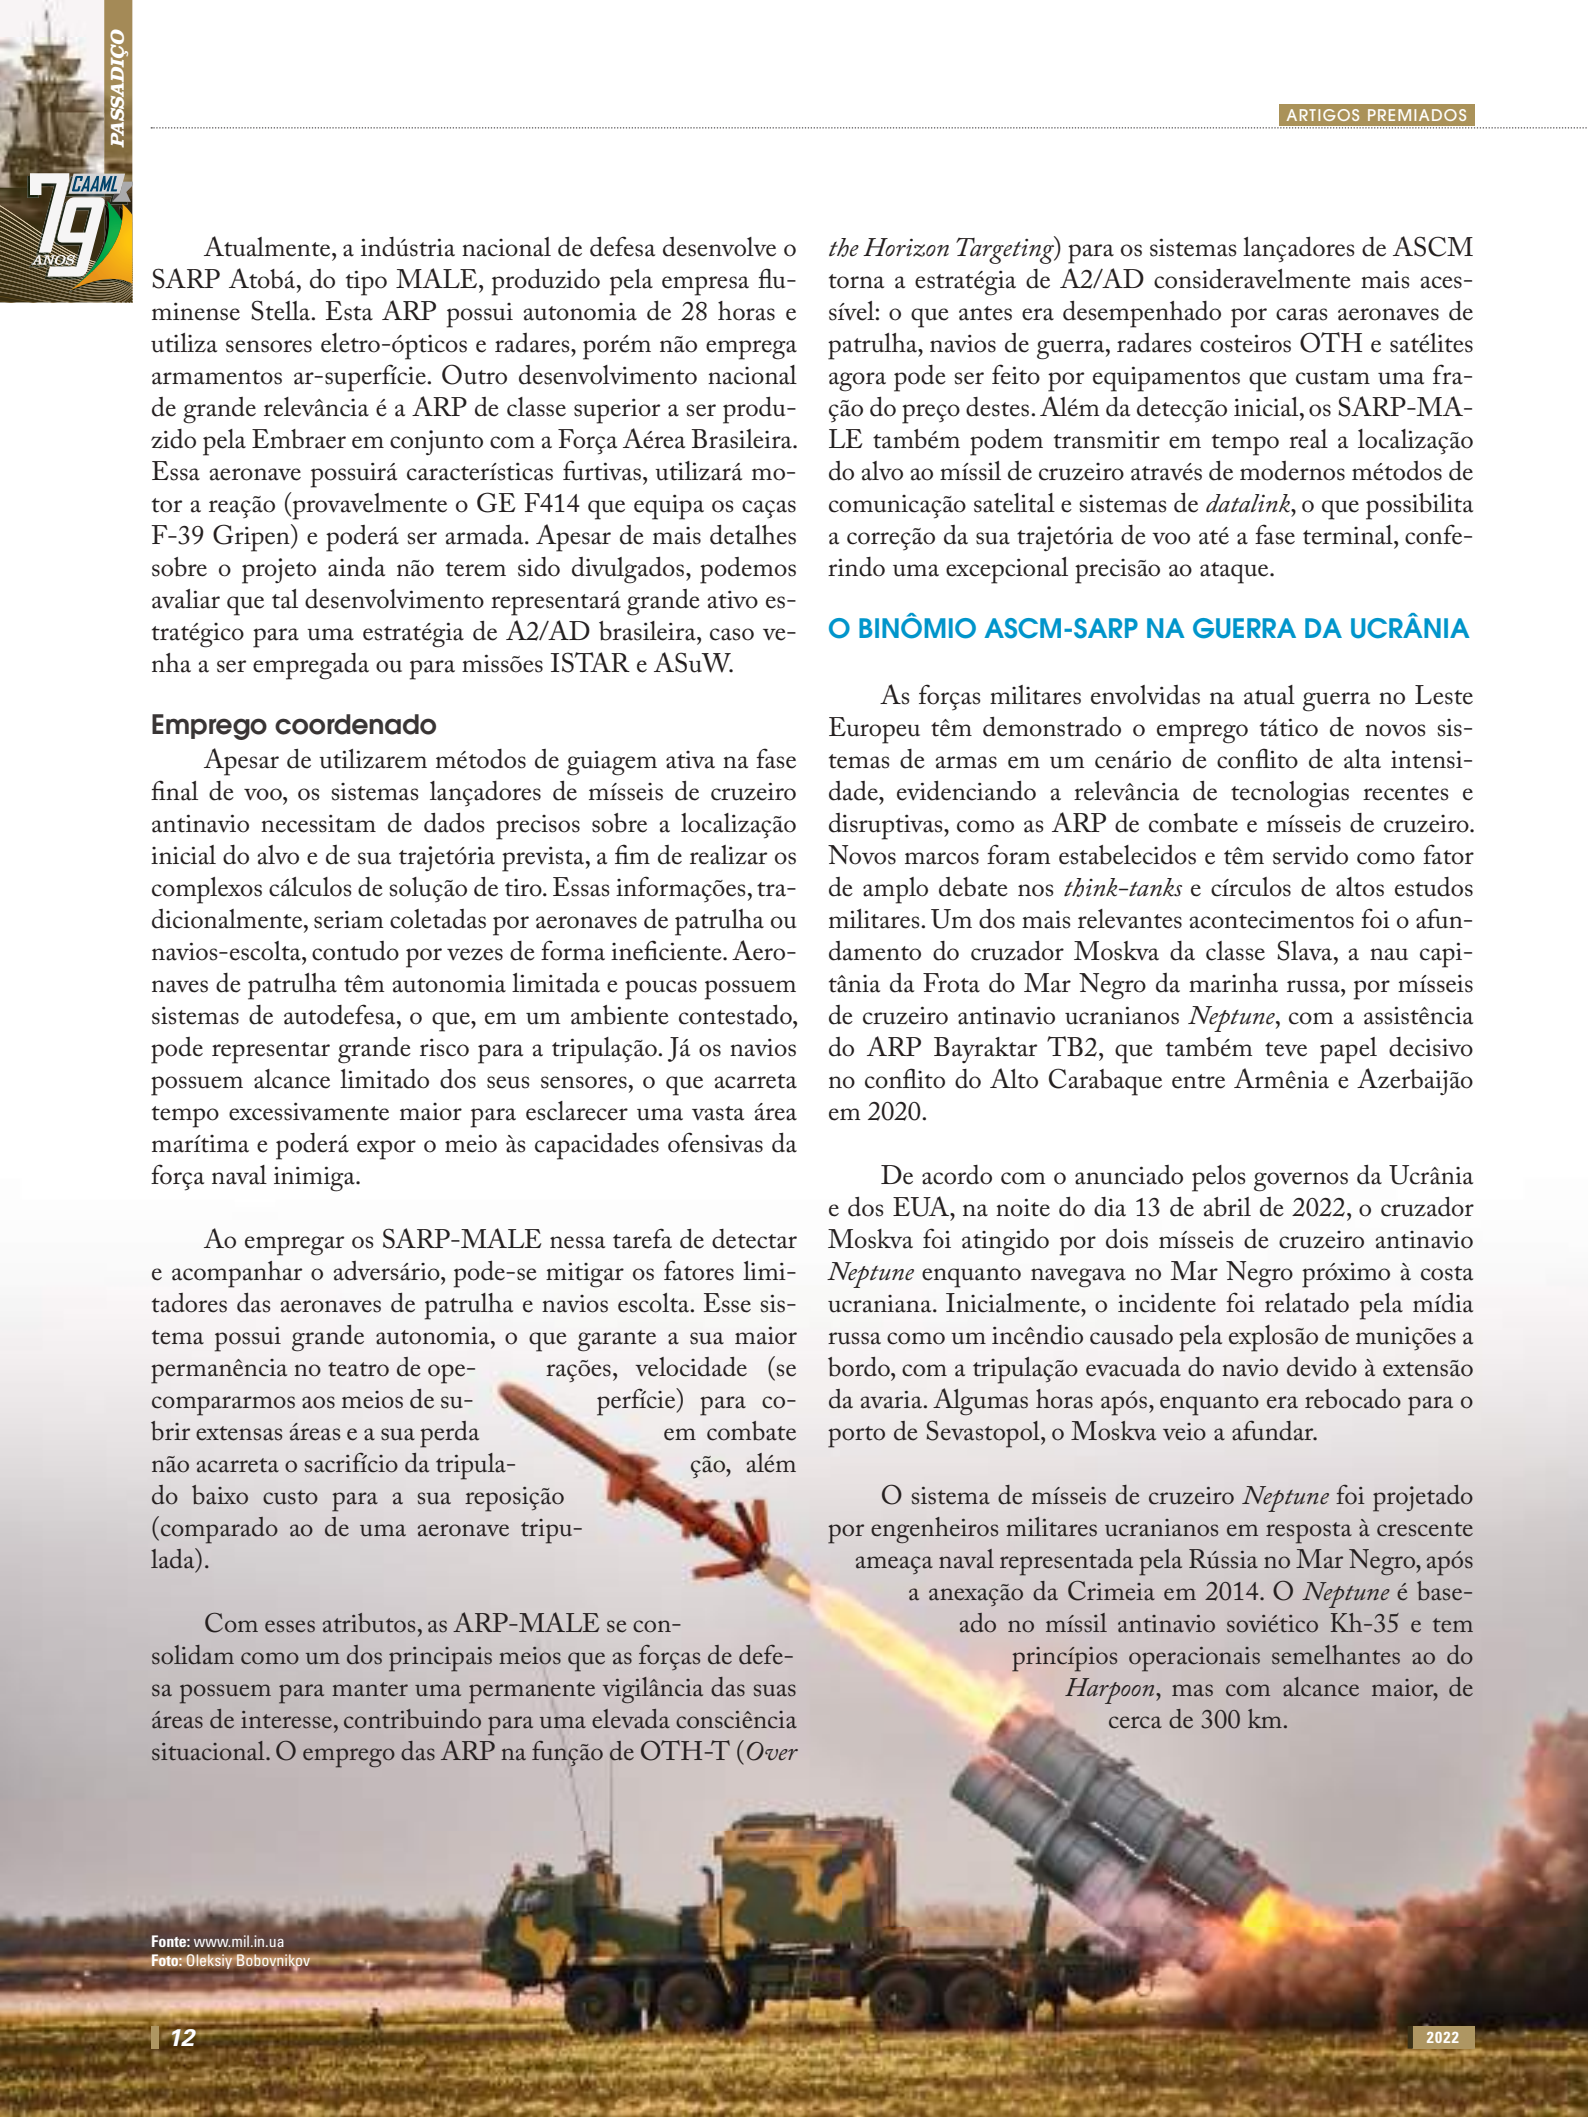 PASSADIÇO
CAAML
79
ANOS
ARTIGOS PREMIADOS
Atualmente, a indústria nacional de defesa desenvolve o
SARP Atobá, do tipo MALE, produzido pela empresa flu-
minense Stella. Esta ARP possui autonomia de 28 horas e
utiliza sensores eletro-ópticos e radares, porém não emprega
armamentos ar-superfície. Outro desenvolvimento nacional
de grande relevância é a ARP de classe superior a ser produ-
zido pela Embraer em conjunto com a Força Aérea Brasileira.
Essa aeronave possuirá características furtivas, utilizará mo-
tor a reação (provavelmente o GE F414 que equipa os caças
F-39 Gripen) e poderá ser armada. Apesar de mais detalhes
sobre o projeto ainda não terem sido divulgados, podemos
avaliar que tal desenvolvimento representará grande ativo es-
tratégico para uma estratégia de A2/AD brasileira, caso ve-
nha a ser empregada ou para missões ISTAR e ASuW.
Emprego coordenado
Apesar de utilizarem métodos de guiagem ativa na fase
final de voo, os sistemas lançadores de mísseis de cruzeiro
antinavio necessitam de dados precisos sobre a localização
inicial do alvo e de sua trajetória prevista, a fim de realizar os
complexos cálculos de solução de tiro. Essas informações, tra-
dicionalmente, seriam coletadas por aeronaves de patrulha ou
navios-escolta, contudo por vezes de forma ineficiente. Aero-
naves de patrulha têm autonomia limitada e poucas possuem
sistemas de autodefesa, o que, em um ambiente contestado,
pode representar grande risco para a tripulação. Já os navios
possuem alcance limitado dos seus sensores, o que acarreta
tempo excessivamente maior para esclarecer uma vasta área
marítima e poderá expor o meio às capacidades ofensivas da
força naval inimiga.
Ao empregar os SARP-MALE nessa tarefa de detectar
e acompanhar o adversário, pode-se mitigar os fatores limi-
tadores das aeronaves de patrulha e navios escolta. Esse sis-
tema possui grande autonomia, o que garante a sua maior
permanência no teatro de ope- rações, velocidade (se
compararmos aos meios de su- perfície) para co-
brir extensas áreas e a sua perda em combate
não acarreta o sacrifício da tripula- ção, além
do baixo custo para a sua reposição
(comparado ao de uma aeronave tripu-
lada).
Com esses atributos, as ARP-MALE se con-
solidam como um dos principais meios que as forças de defe-
sa possuem para manter uma permanente vigilância das suas
áreas de interesse, contribuindo para uma elevada consciência
situacional. O emprego das ARP na função de OTH-T (Over
the Horizon Targeting) para os sistemas lançadores de ASCM
torna a estratégia de A2/AD consideravelmente mais aces-
sível: o que antes era desempenhado por caras aeronaves de
patrulha, navios de guerra, radares costeiros OTH e satélites
agora pode ser feito por equipamentos que custam uma fra-
ção do preço destes. Além da detecção inicial, os SARP-MA-
LE também podem transmitir em tempo real a localização
do alvo ao míssil de cruzeiro através de modernos métodos de
comunicação satelital e sistemas de datalink, o que possibilita
a correção da sua trajetória de voo até a fase terminal, confe-
rindo uma excepcional precisão ao ataque.
O BINÔMIO ASCM-SARP NA GUERRA DA UCRÂNIA
As forças militares envolvidas na atual guerra no Leste
Europeu têm demonstrado o emprego tático de novos sis-
temas de armas em um cenário de conflito de alta intensi-
dade, evidenciando a relevância de tecnologias recentes e
disruptivas, como as ARP de combate e mísseis de cruzeiro.
Novos marcos foram estabelecidos e têm servido como fator
de amplo debate nos think-tanks e círculos de altos estudos
militares. Um dos mais relevantes acontecimentos foi o afun-
damento do cruzador Moskva da classe Slava, a nau capi-
tânia da Frota do Mar Negro da marinha russa, por mísseis
de cruzeiro antinavio ucranianos Neptune, com a assistência
do ARP Bayraktar TB2, que também teve papel decisivo
no conflito do Alto Carabaque entre Armênia e Azerbaijão
em 2020.
De acordo com o anunciado pelos governos da Ucrânia
e dos EUA, na noite do dia 13 de abril de 2022, o cruzador
Moskva foi atingido por dois mísseis de cruzeiro antinavio
Neptune enquanto navegava no Mar Negro próximo à costa
ucraniana. Inicialmente, o incidente foi relatado pela mídia
russa como um incêndio causado pela explosão de munições a
bordo, com a tripulação evacuada do navio devido à extensão
da avaria. Algumas horas após, enquanto era rebocado para o
porto de Sevastopol, o Moskva veio a afundar.
O sistema de mísseis de cruzeiro Neptune foi projetado
por engenheiros militares ucranianos em resposta à crescente
ameaça naval representada pela Rússia no Mar Negro, após
a anexação da Crimeia em 2014. O Neptune é base-
ado no míssil antinavio soviético Kh-35 e tem
princípios operacionais semelhantes ao do
Harpoon, mas com alcance maior, de
cerca de 300 km.
Fonte: www.mil.in.ua
Foto: Oleksiy Bobovnikov
12
2022